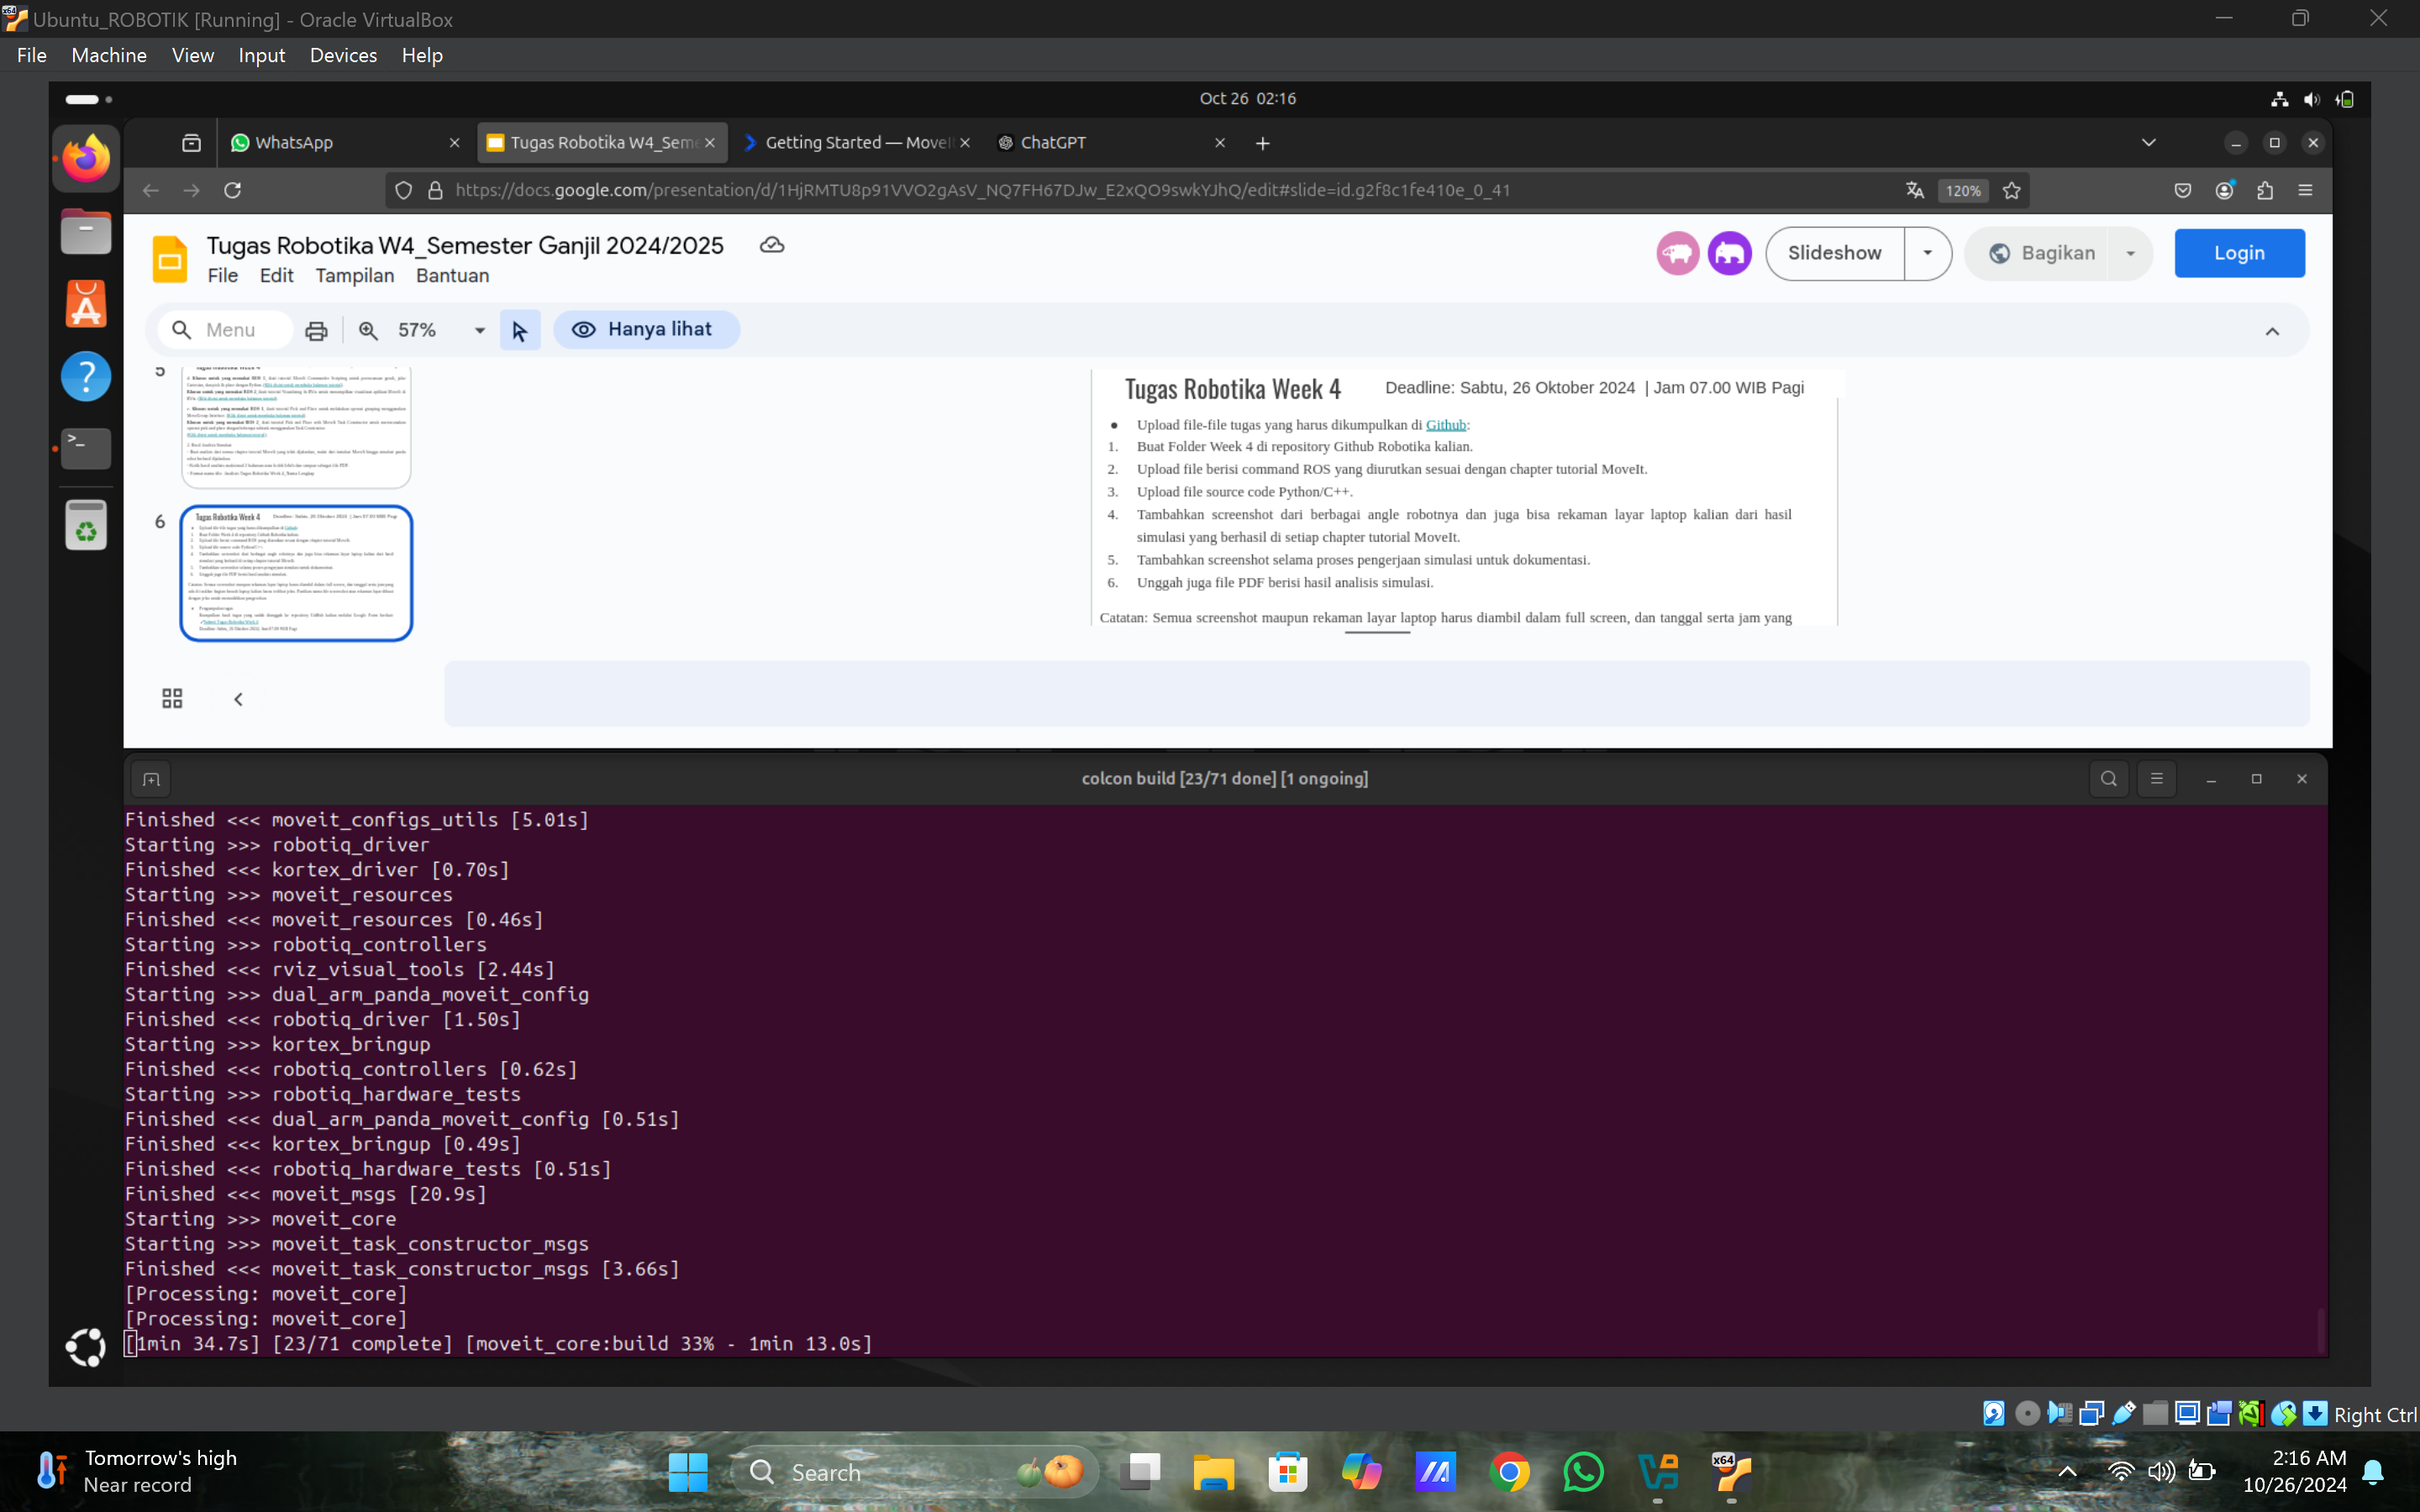 Ubuntu_ROBOTIK [Running] - Oracle VirtualBox
File Machine View Input Devices Help
Oct 26 02:16
WhatsApp
Tugas Robotika W4_Seme
Getting Started — MoveI
ChatGPT
https://docs.google.com/presentation/d/1HjRMTU8p91VVO2gAsV_NQ7FH67DJw_E2xQO9swkYJhQ/edit#slide=id.g2f8c1fe410e_0_41
120%
Tugas Robotika W4_Semester Ganjil 2024/2025
File Edit Tampilan Bantuan
Slideshow
Bagikan
Login
Menu
57%
Hanya lihat
5
6
Tugas Robotika Week 4
Deadline: Sabtu, 26 Oktober 2024 | Jam 07.00 WIB Pagi
● Upload file-file tugas yang harus dikumpulkan di Github:
1. Buat Folder Week 4 di repository Github Robotika kalian.
2. Upload file berisi command ROS yang diurutkan sesuai dengan chapter tutorial MoveIt.
3. Upload file source code Python/C++.
4. Tambahkan screenshot dari berbagai angle robotnya dan juga bisa rekaman layar laptop kalian dari hasil
simulasi yang berhasil di setiap chapter tutorial MoveIt.
5. Tambahkan screenshot selama proses pengerjaan simulasi untuk dokumentasi.
6. Unggah juga file PDF berisi hasil analisis simulasi.
Catatan: Semua screenshot maupun rekaman layar laptop harus diambil dalam full screen, dan tanggal serta jam yang
colcon build [23/71 done] [1 ongoing]
Finished <<< moveit_configs_utils [5.01s]
Starting >>> robotiq_driver
Finished <<< kortex_driver [0.70s]
Starting >>> moveit_resources
Finished <<< moveit_resources [0.46s]
Starting >>> robotiq_controllers
Finished <<< rviz_visual_tools [2.44s]
Starting >>> dual_arm_panda_moveit_config
Finished <<< robotiq_driver [1.50s]
Starting >>> kortex_bringup
Finished <<< robotiq_controllers [0.62s]
Starting >>> robotiq_hardware_tests
Finished <<< dual_arm_panda_moveit_config [0.51s]
Finished <<< kortex_bringup [0.49s]
Finished <<< robotiq_hardware_tests [0.51s]
Finished <<< moveit_msgs [20.9s]
Starting >>> moveit_core
Starting >>> moveit_task_constructor_msgs
Finished <<< moveit_task_constructor_msgs [3.66s]
[Processing: moveit_core]
[Processing: moveit_core]
[1min 34.7s] [23/71 complete] [moveit_core:build 33% - 1min 13.0s]
Right Ctrl
Tomorrow's high
Near record
Search
2:16 AM
10/26/2024